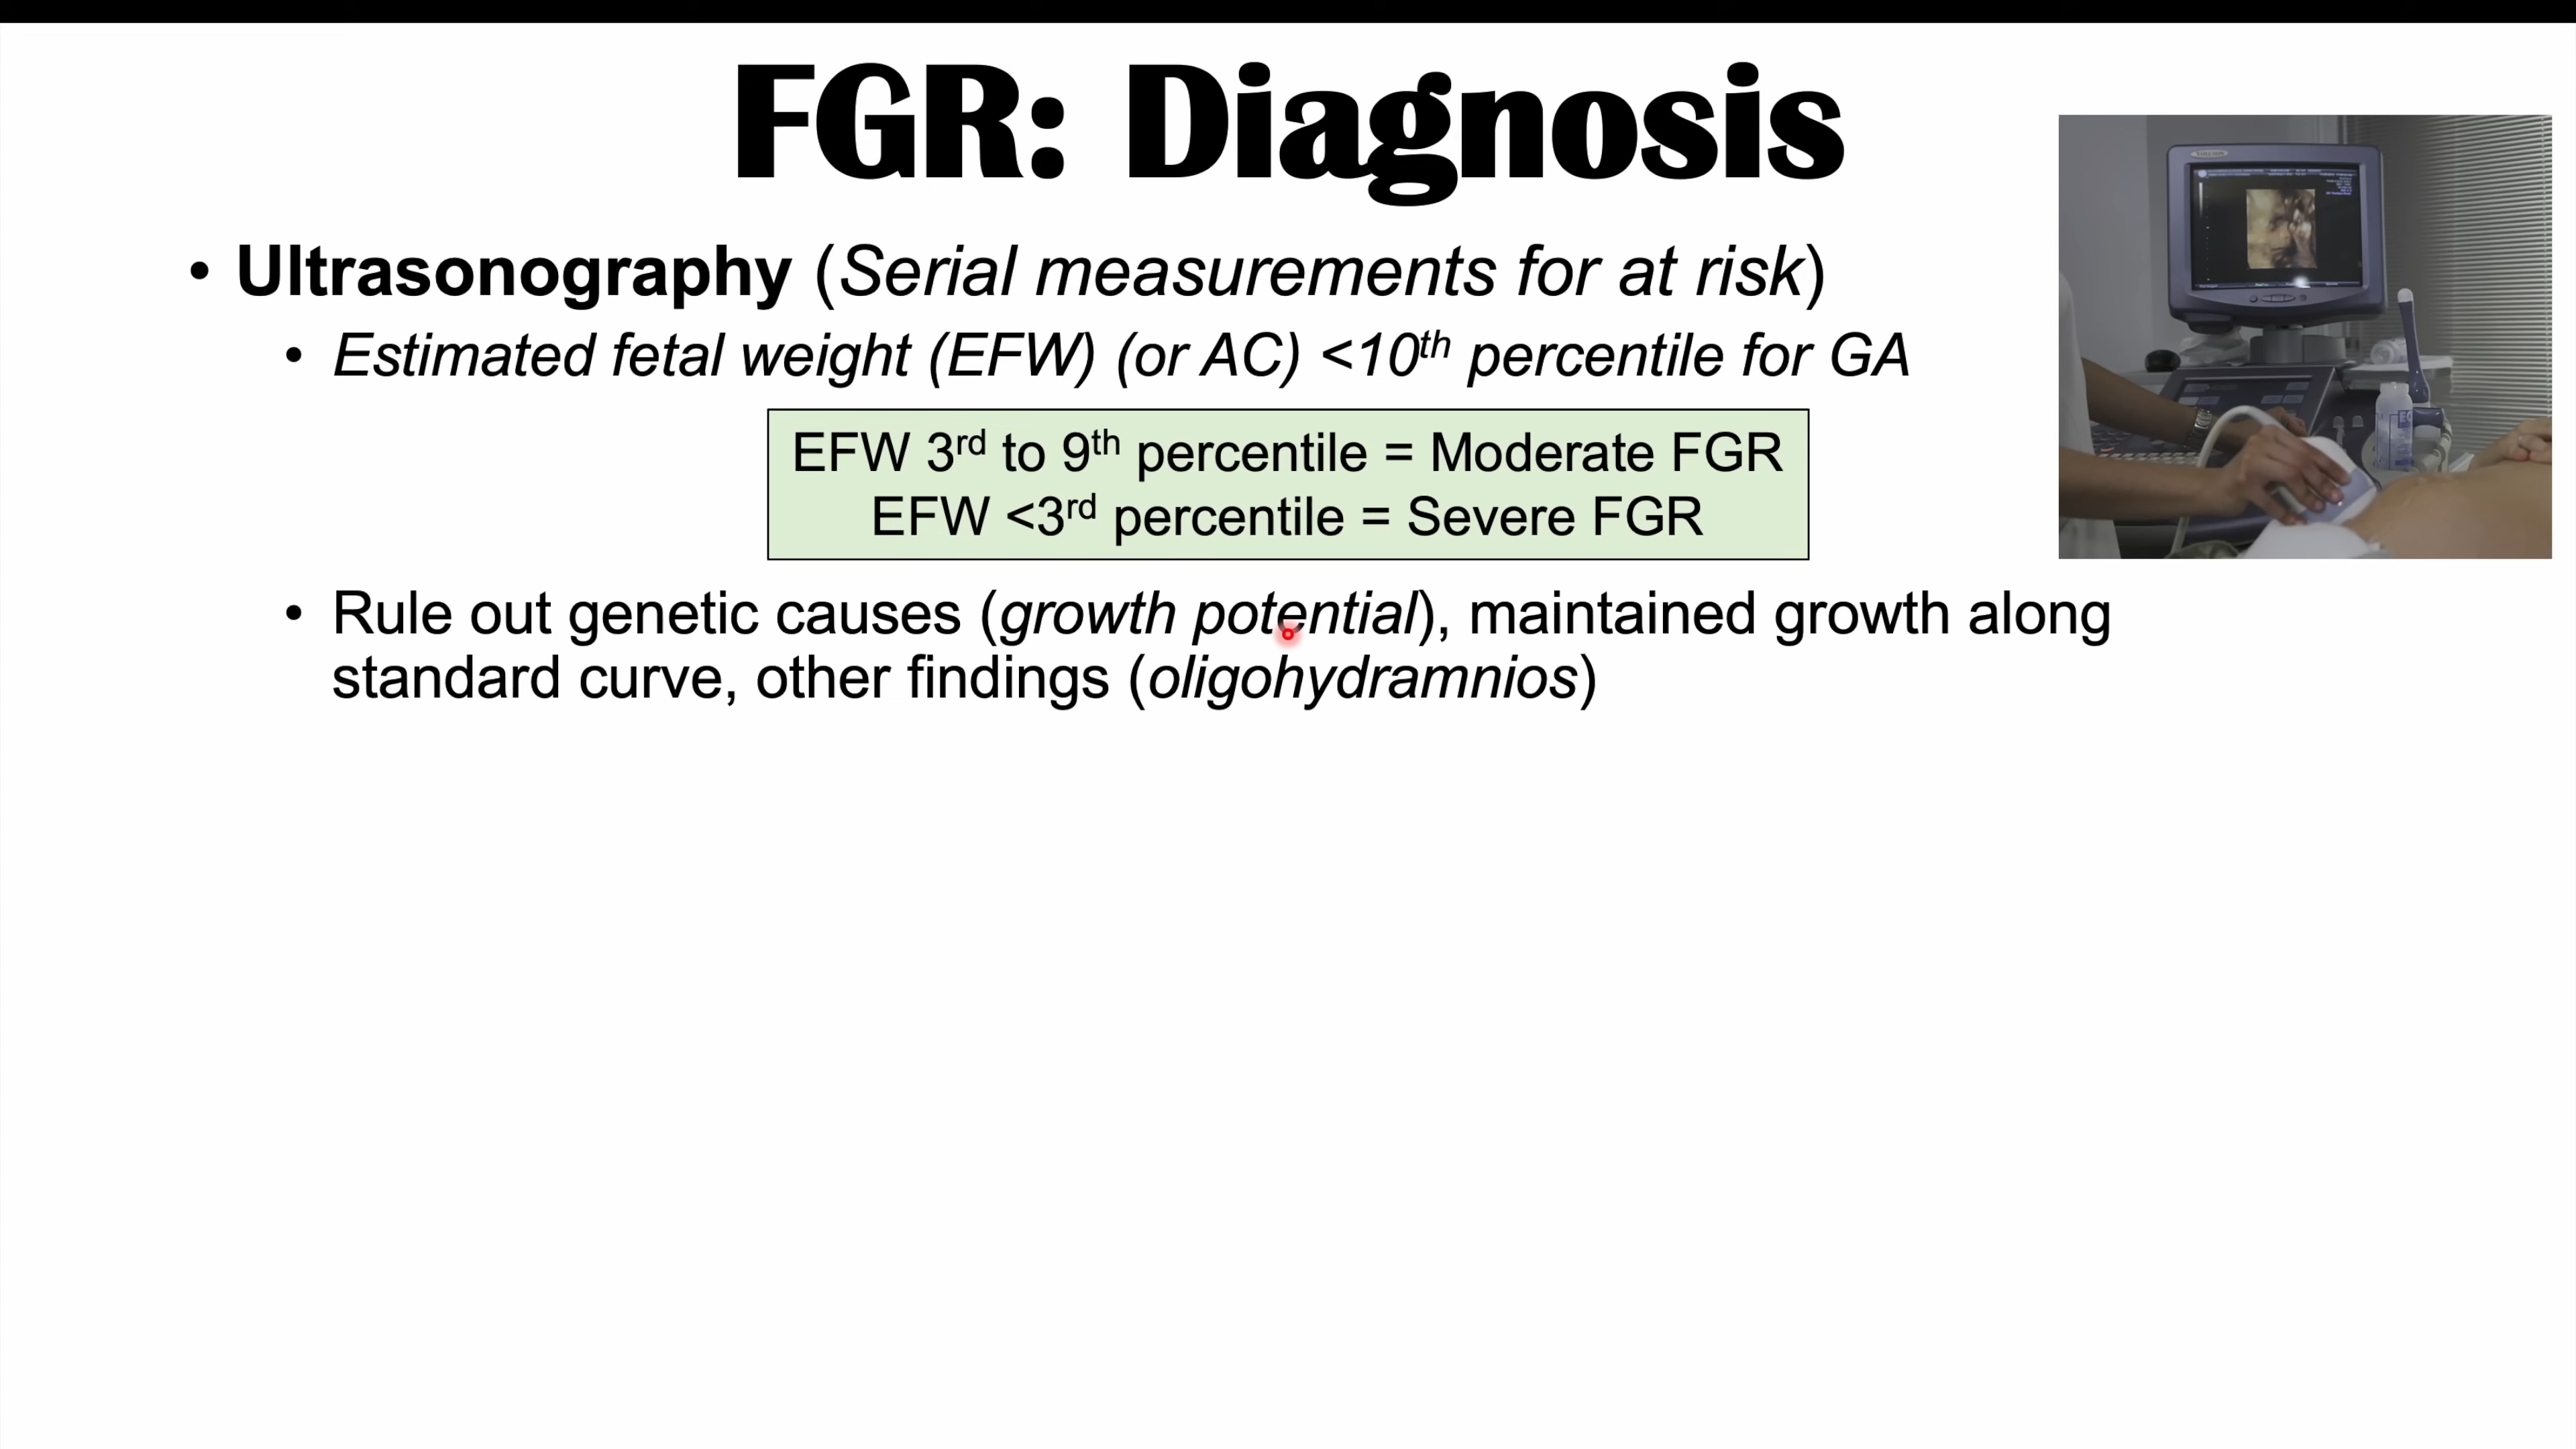 FGR: Diagnosis
• Ultrasonography (Serial measurements for at risk)
• Estimated fetal weight (EFW) (or AC) <10th percentile for GA
EFW 3rd to 9th percentile = Moderate FGR
EFW <3rd percentile = Severe FGR
• Rule out genetic causes (growth potential), maintained growth along
standard curve, other findings (oligohydramnios)